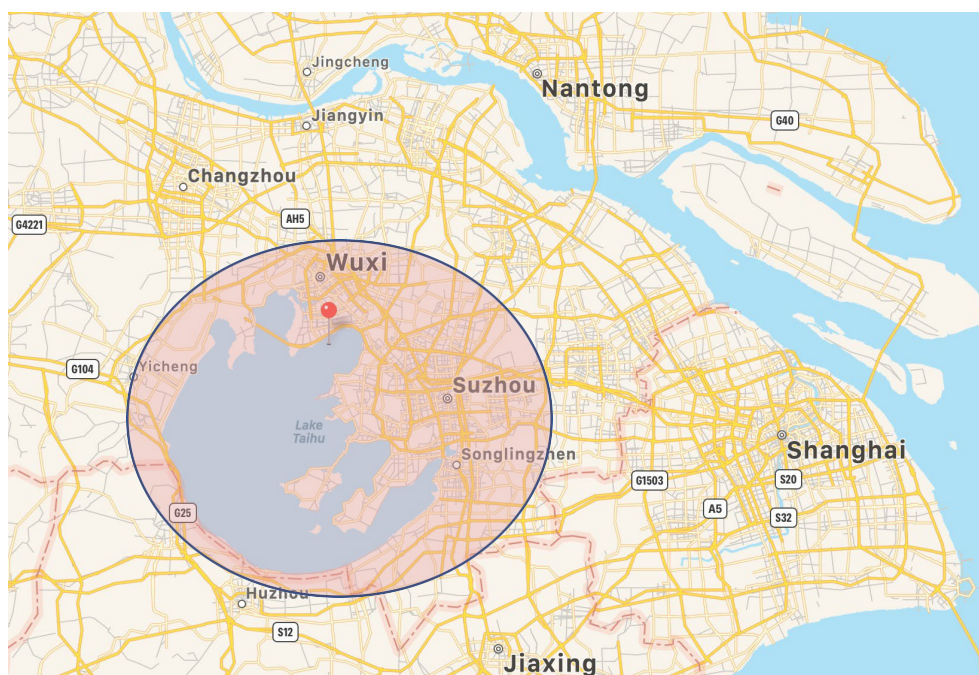 Jingcheng
Nantong
Jiangyin
G40
Changzhou
AH5
G4221
Wuxi
G104
Yicheng
Suzhou
Lake
Taihu
Songlingzhen
Shanghai
G1503
S20
A5
S32
G25
Huzhou
S12
Jiaxing